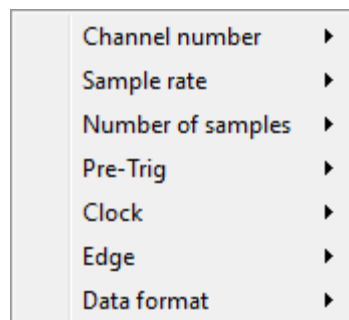 Channel number
Sample rate
Number of samples
Pre-Trig
Clock
Edge
Data format